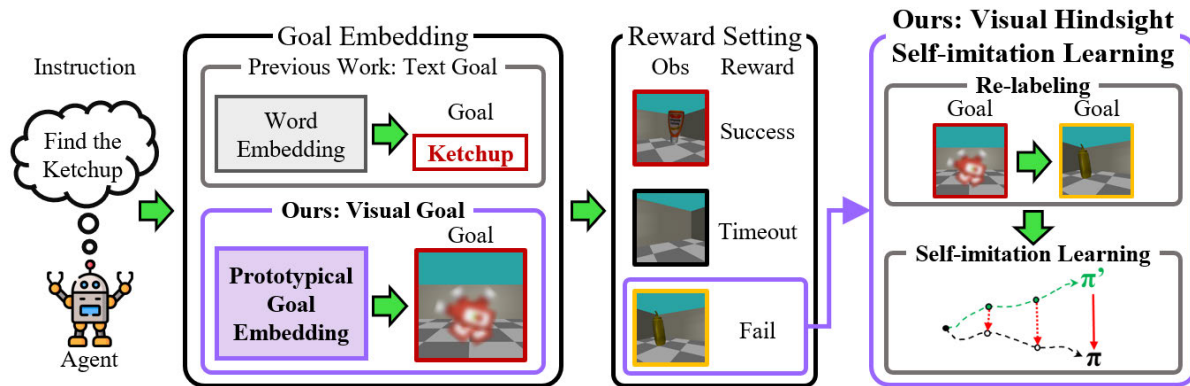 Instruction
Find the
Ketchup
Agent
Goal Embedding
Previous Work: Text Goal
Word
Embedding
Goal
Ketchup
Ours: Visual Goal
Prototypical
Goal
Embedding
Goal
Reward Setting
Obs
Reward
Success
Timeout
Fail
Ours: Visual Hindsight
Self-imitation Learning
Re-labeling
Goal
Goal
Self-imitation Learning
π’
π